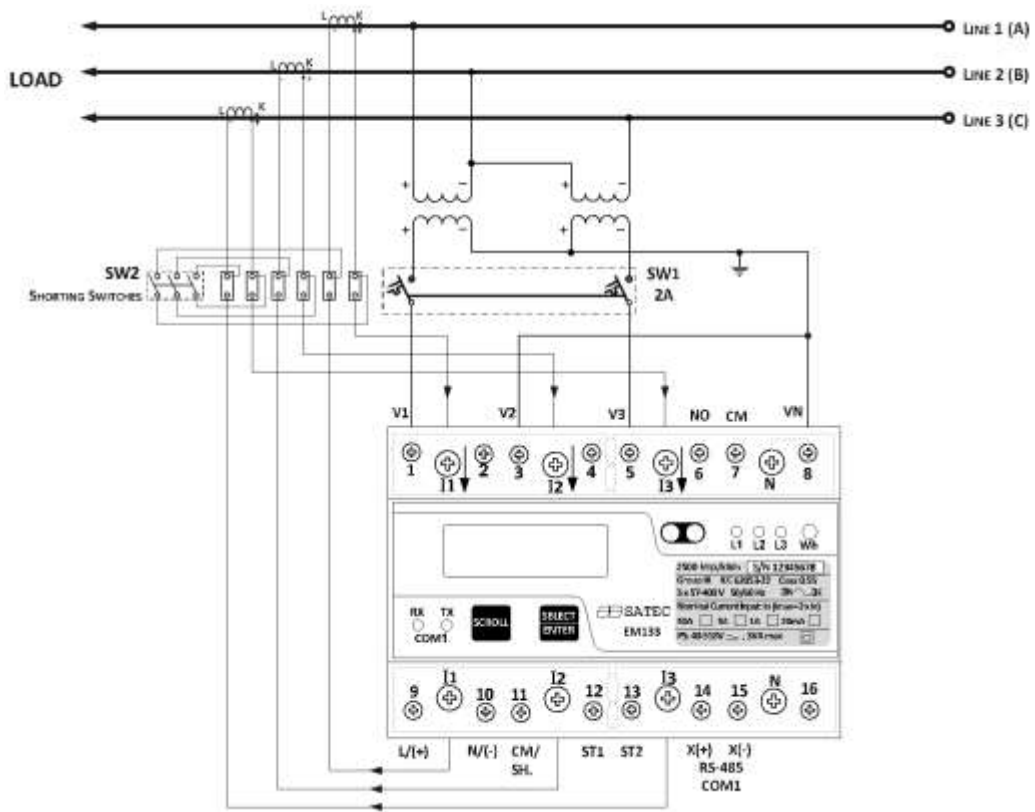 L K
LINE 1 (A)
L K
LINE 2 (B)
LOAD
L K
LINE 3 (C)
+ − + −
+ − + −
SW2
SHORTING SWITCHES
SW1
2A
V1 V2 V3 NO CM VN
1 I1 2 3 I2 4 5 I3 6 7 N 8
L1 L2 L3 Wh
S/N 12345678
RX TX
COM1
SCROLL
SELECT
ENTER
SATEC
EM133
9 I1 10 11 I2 12 13 I3 14 15 N 16
L/(+) N/(-) CM/
SH.
ST1 ST2 X(+) X(-)
RS-485
COM1